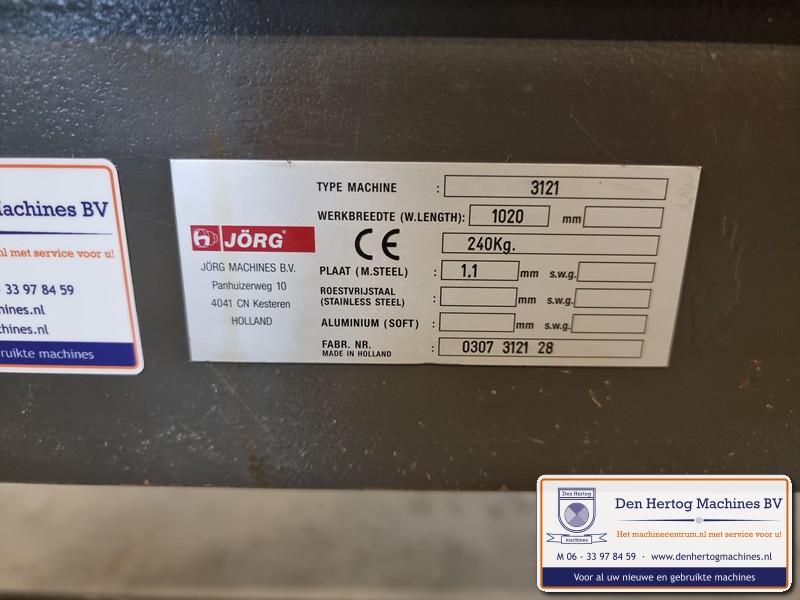 Machines BV
.nl met service voor u!
- 33 97 84 59
hines.nl
hines.nl
bruikte machines
JÖRG®
JÖRG MACHINES B.V.
Panhuizerweg 10
4041 CN Kesteren
HOLLAND
TYPE MACHINE : 3121
WERKBREEDTE (W.LENGTH): 1020 mm
CE 240Kg.
PLAAT (M.STEEL) : 1,1 mm s.w.g.
ROESTVRIJSTAAL
(STAINLESS STEEL) : mm s.w.g.
ALUMINIUM (SOFT) : mm s.w.g.
FABR. NR. : 0307 3121 28
MADE IN HOLLAND
Den Hertog
machines
Den Hertog Machines BV
Het machinecentrum.nl met service voor u!
M 06 - 33 97 84 59 · www.denhertogmachines.nl
Voor al uw nieuwe en gebruikte machines